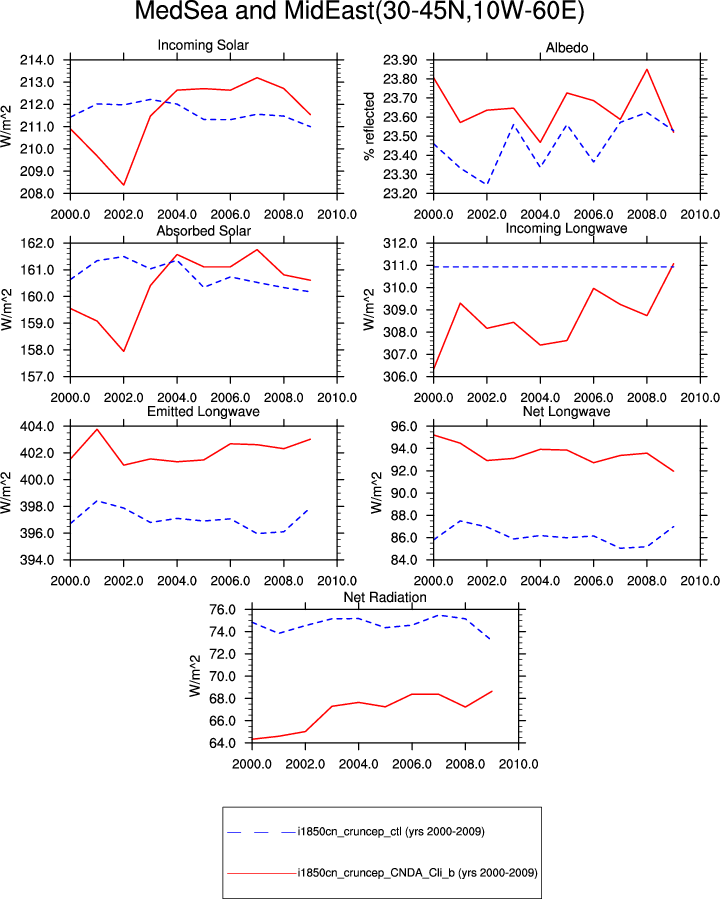 MedSea and MidEast(30-45N,10W-60E)
Incoming Solar
W/m^2
214.0
213.0
212.0
211.0
210.0
209.0
208.0
2000.0 2002.0 2004.0 2006.0 2008.0 2010.0
Albedo
% reflected
23.90
23.80
23.70
23.60
23.50
23.40
23.30
23.20
2000.0 2002.0 2004.0 2006.0 2008.0 2010.0
Absorbed Solar
W/m^2
162.0
161.0
160.0
159.0
158.0
157.0
2000.0 2002.0 2004.0 2006.0 2008.0 2010.0
Incoming Longwave
W/m^2
312.0
311.0
310.0
309.0
308.0
307.0
306.0
2000.0 2002.0 2004.0 2006.0 2008.0 2010.0
Emitted Longwave
W/m^2
404.0
402.0
400.0
398.0
396.0
394.0
2000.0 2002.0 2004.0 2006.0 2008.0 2010.0
Net Longwave
W/m^2
96.0
94.0
92.0
90.0
88.0
86.0
84.0
2000.0 2002.0 2004.0 2006.0 2008.0 2010.0
Net Radiation
W/m^2
76.0
74.0
72.0
70.0
68.0
66.0
64.0
2000.0 2002.0 2004.0 2006.0 2008.0 2010.0
i1850cn_cruncep_ctl (yrs 2000-2009)
i1850cn_cruncep_CNDA_Cli_b (yrs 2000-2009)